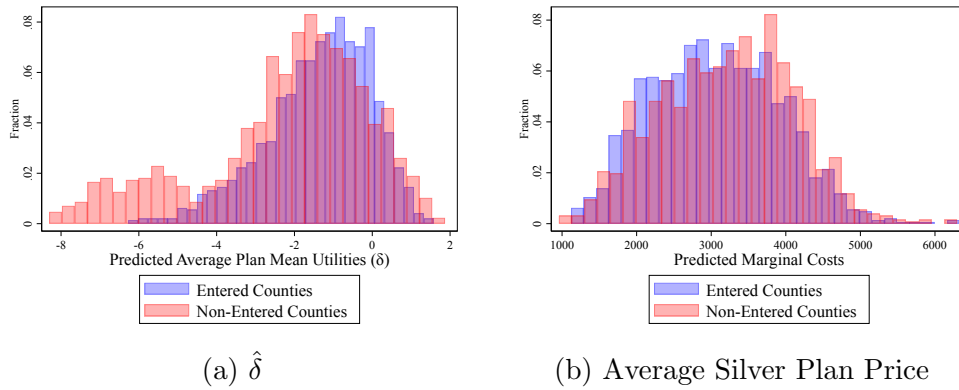 Fraction
0 .02 .04 .06 .08
-8 -6 -4 -2 0 2
Predicted Average Plan Mean Utilities (δ)
Entered Counties
Non-Entered Counties
(a) δ̂
Fraction
0 .02 .04 .06 .08
1000 2000 3000 4000 5000 6000
Predicted Marginal Costs
Entered Counties
Non-Entered Counties
(b) Average Silver Plan Price